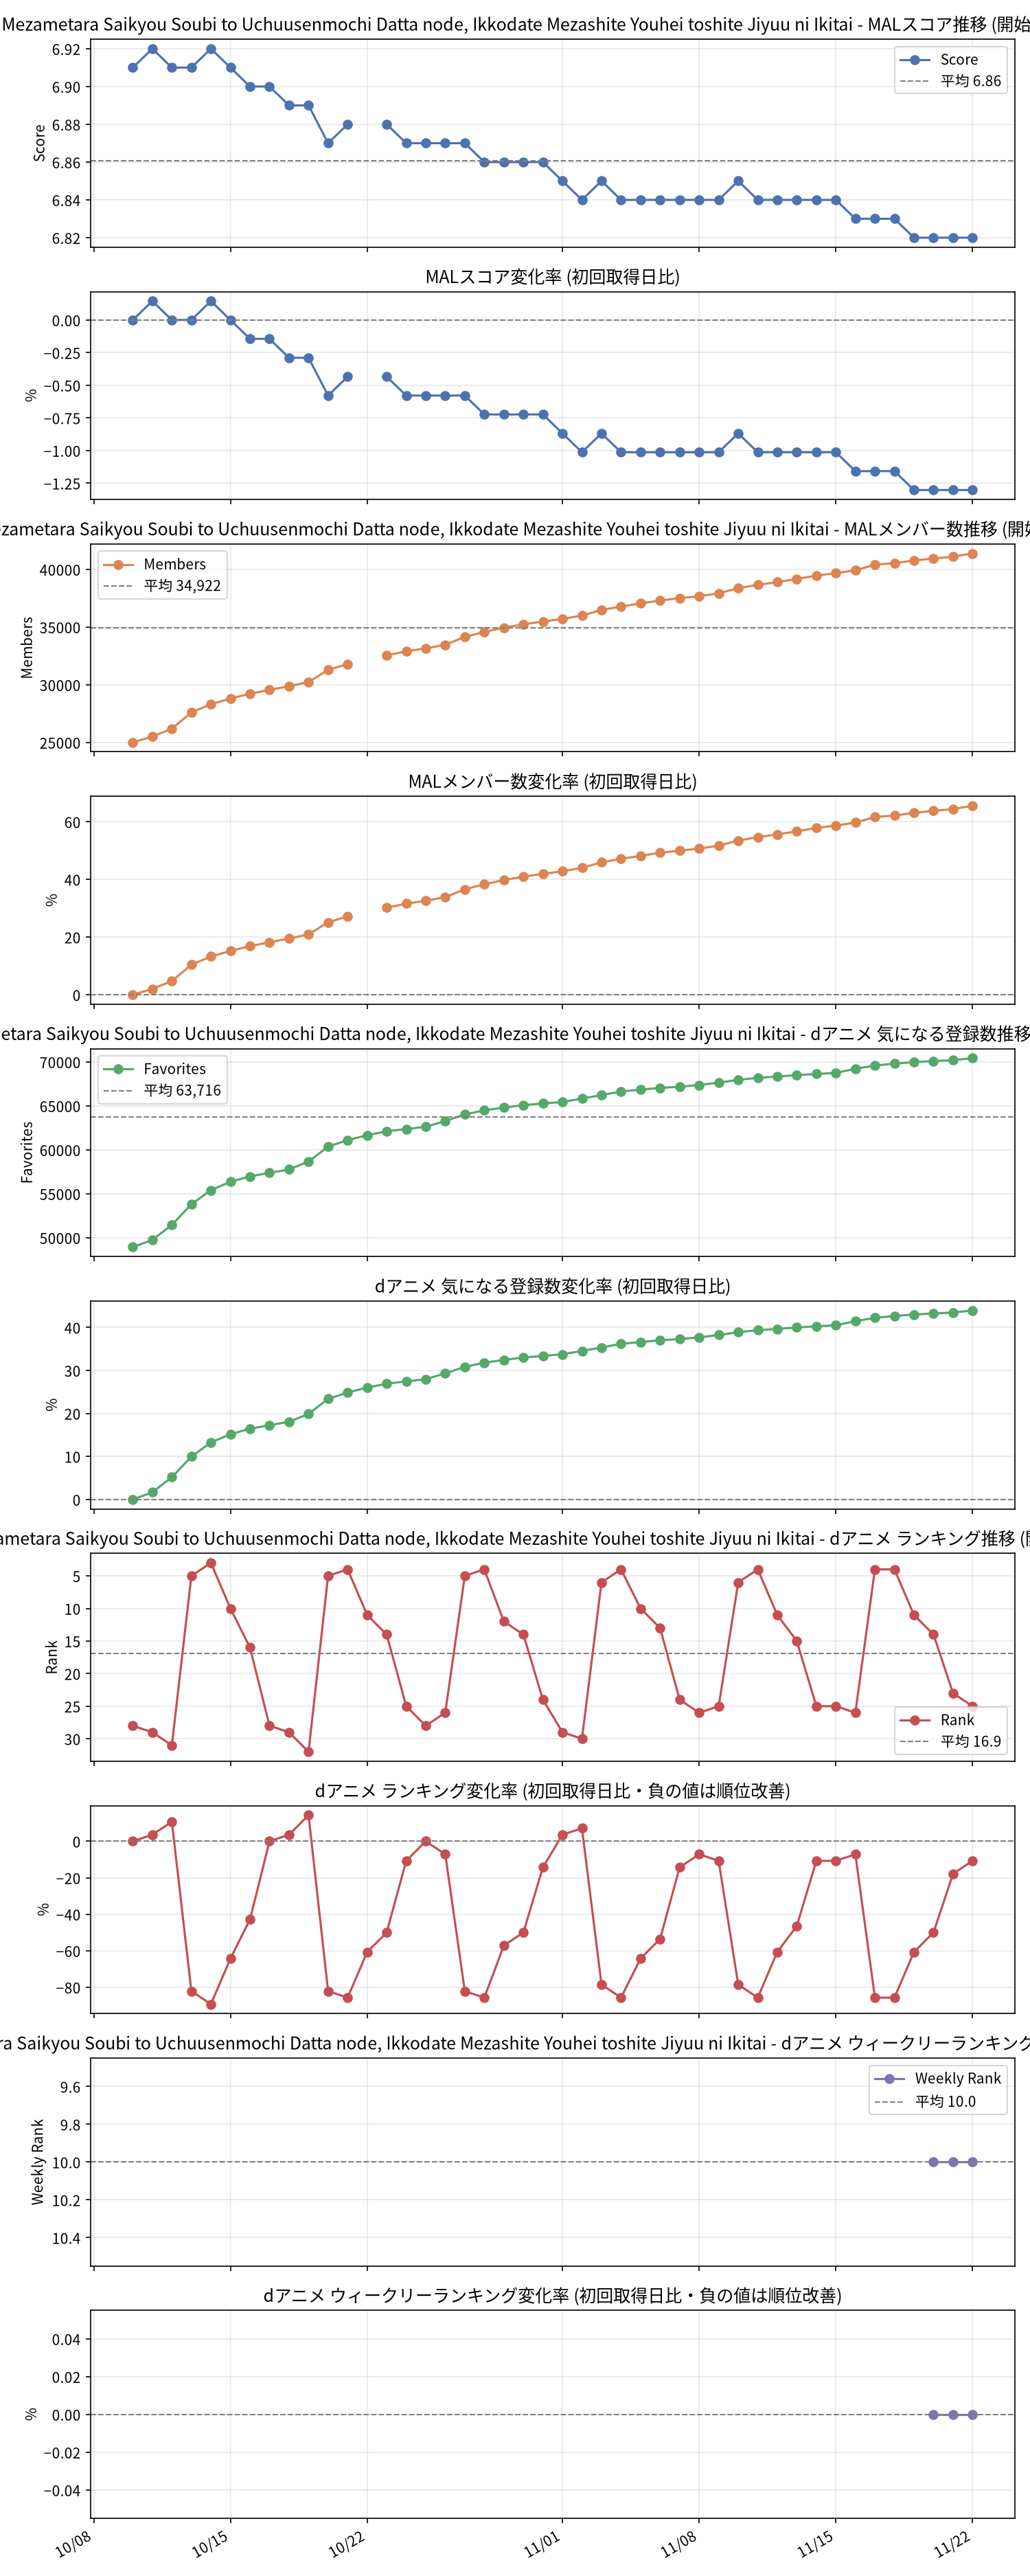 Mezametara Saikyou Soubi to Uchuusenmochi Datta node, Ikkodate Mezashite Youhei toshite Jiyuu ni Ikitai - MALスコア推移 (開始
6.92
6.90
6.88
6.86
6.84
6.82
Score
Score
平均 6.86
MALスコア変化率 (初回取得日比)
0.00
−0.25
−0.50
−0.75
−1.00
−1.25
%
zametara Saikyou Soubi to Uchuusenmochi Datta node, Ikkodate Mezashite Youhei toshite Jiyuu ni Ikitai - MALメンバー数推移 (開
40000
35000
30000
25000
Members
Members
平均 34,922
MALメンバー数変化率 (初回取得日比)
60
40
20
0
%
etara Saikyou Soubi to Uchuusenmochi Datta node, Ikkodate Mezashite Youhei toshite Jiyuu ni Ikitai - dアニメ 気になる登録数推移
70000
65000
60000
55000
50000
Favorites
Favorites
平均 63,716
dアニメ 気になる登録数変化率 (初回取得日比)
40
30
20
10
0
%
ametara Saikyou Soubi to Uchuusenmochi Datta node, Ikkodate Mezashite Youhei toshite Jiyuu ni Ikitai - dアニメ ランキング推移 (
5
10
15
20
25
30
Rank
Rank
平均 16.9
dアニメ ランキング変化率 (初回取得日比・負の値は順位改善)
0
−20
−40
−60
−80
%
ra Saikyou Soubi to Uchuusenmochi Datta node, Ikkodate Mezashite Youhei toshite Jiyuu ni Ikitai - dアニメ ウィークリーランキング
9.6
9.8
10.0
10.2
10.4
Weekly Rank
Weekly Rank
平均 10.0
dアニメ ウィークリーランキング変化率 (初回取得日比・負の値は順位改善)
0.04
0.02
0.00
−0.02
−0.04
%
10/08
10/15
10/22
11/01
11/08
11/15
11/22